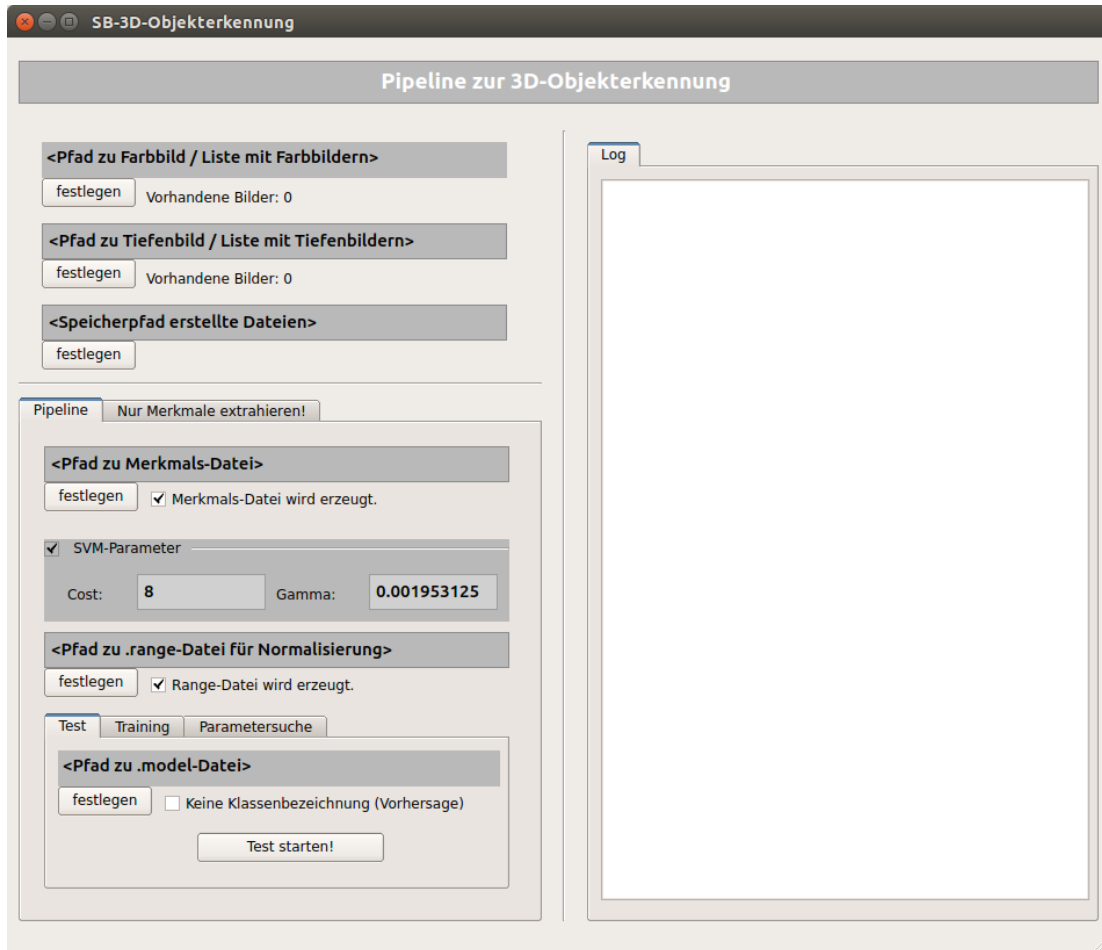 SB-3D-Objekterkennung
Pipeline zur 3D-Objekterkennung
<Pfad zu Farbbild / Liste mit Farbbildern>
festlegen Vorhandene Bilder: 0
<Pfad zu Tiefenbild / Liste mit Tiefenbildern>
festlegen Vorhandene Bilder: 0
<Speicherpfad erstellte Dateien>
festlegen
Pipeline Nur Merkmale extrahieren!
<Pfad zu Merkmals-Datei>
festlegen Merkmals-Datei wird erzeugt.
SVM-Parameter
Cost: 8 Gamma: 0.001953125
<Pfad zu .range-Datei für Normalisierung>
festlegen Range-Datei wird erzeugt.
Test Training Parametersuche
<Pfad zu .model-Datei>
festlegen Keine Klassenbezeichnung (Vorhersage)
Test starten!
Log